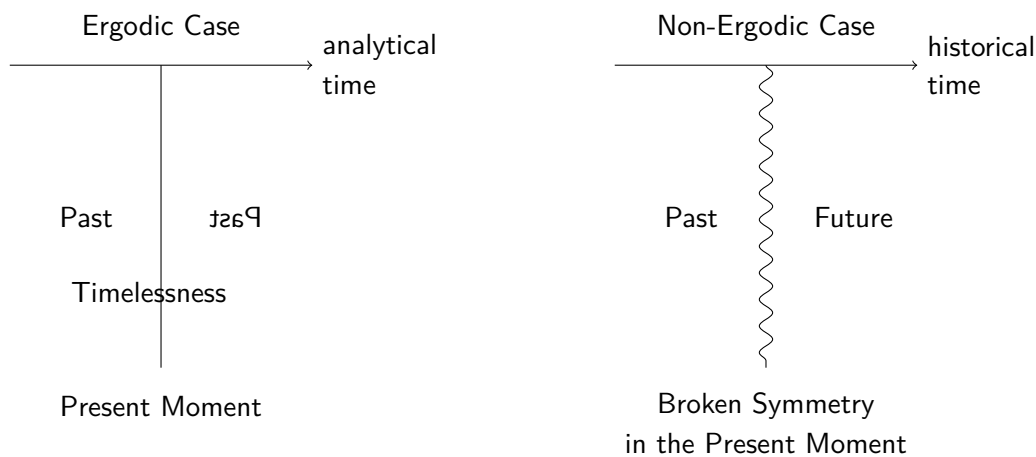 Ergodic Case
analytical
time
Past
Past
Timelessness
Present Moment
Non-Ergodic Case
historical
time
Past
Future
Broken Symmetry
in the Present Moment